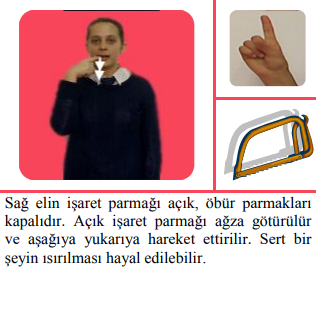 Sağ elin işaret parmağı açık, öbür parmakları
kapalıdır. Açık işaret parmağı ağza götürülür
ve aşağıya yukarıya hareket ettirilir. Sert bir
şeyin ısırılması hayal edilebilir.